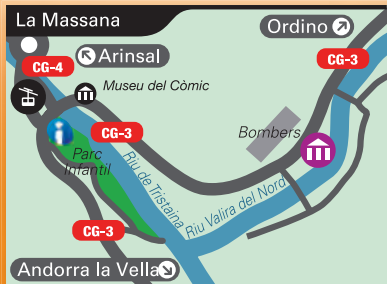 La Massana
Ordino
Arinsal
CG-4
CG-3
Museu del Còmic
CG-3
Bombers
Parc
Infantil
Riu de Tristaina
Riu Valira del Nord
CG-3
Andorra la Vella